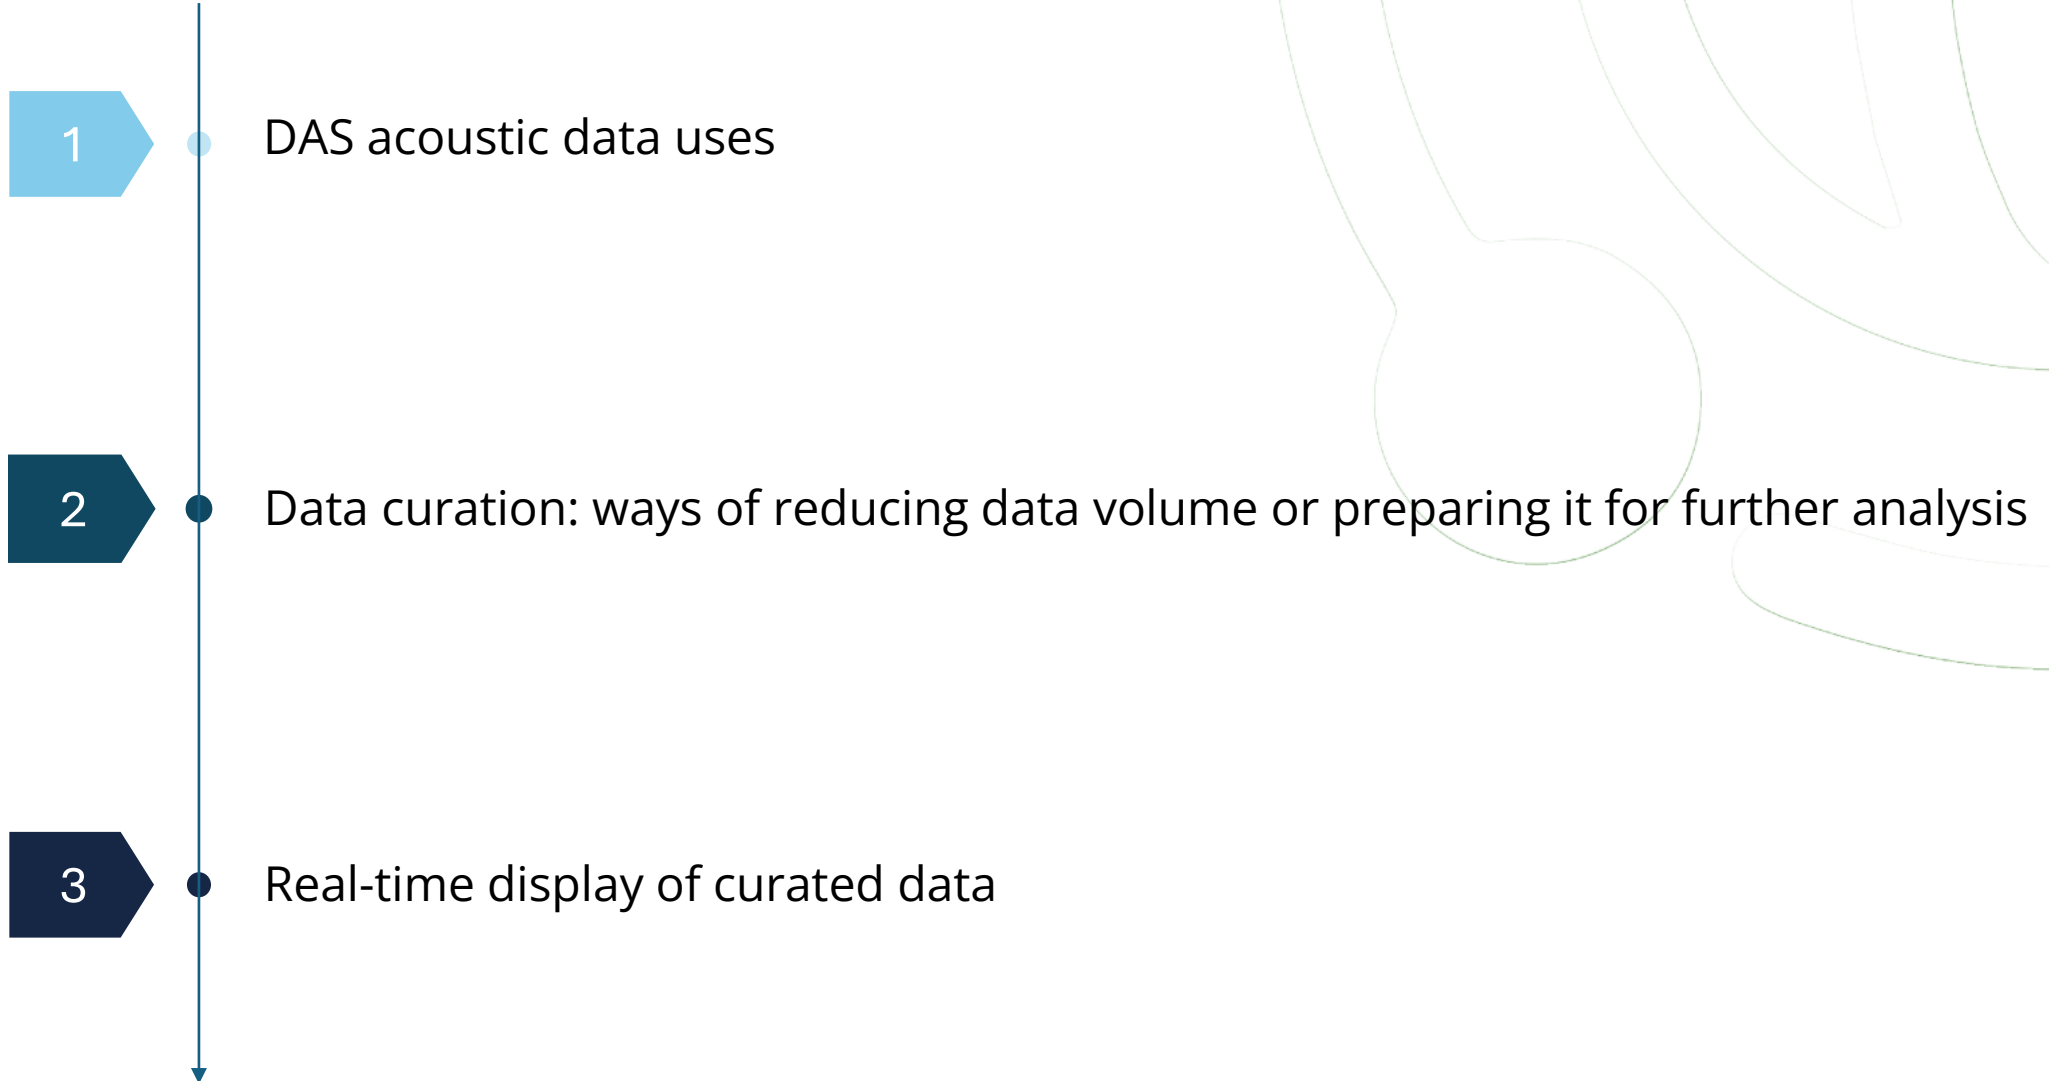 1
DAS acoustic data uses
2
Data curation: ways of reducing data volume or preparing it for further analysis
3
Real-time display of curated data